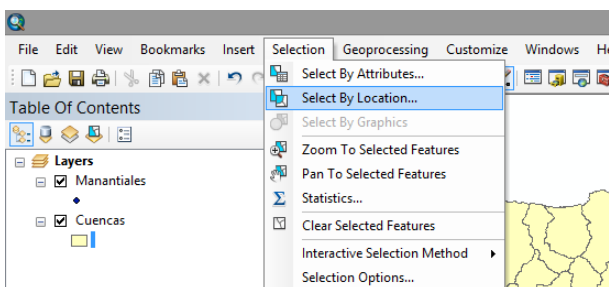 File Edit View Bookmarks Insert Selection Geoprocessing Customize Windows He
Select By Attributes...
Table Of Contents
Select By Location...
Select By Graphics
Layers
Zoom To Selected Features
Manantiales
Pan To Selected Features
Statistics...
Cuencas
Clear Selected Features
Interactive Selection Method
Selection Options...